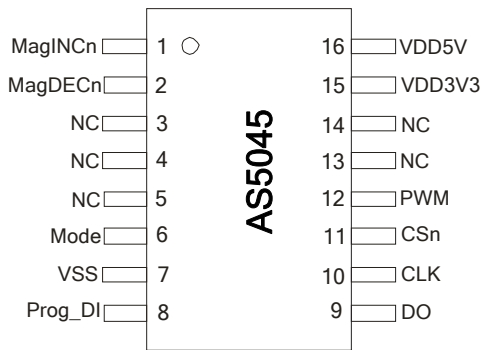 MagINCn 1 16 VDD5V
MagDECn 2 15 VDD3V3
NC 3 14 NC
NC 4 13 NC
NC 5 12 PWM
Mode 6 11 CSn
VSS 7 10 CLK
Prog_DI 8 9 DO
AS5045